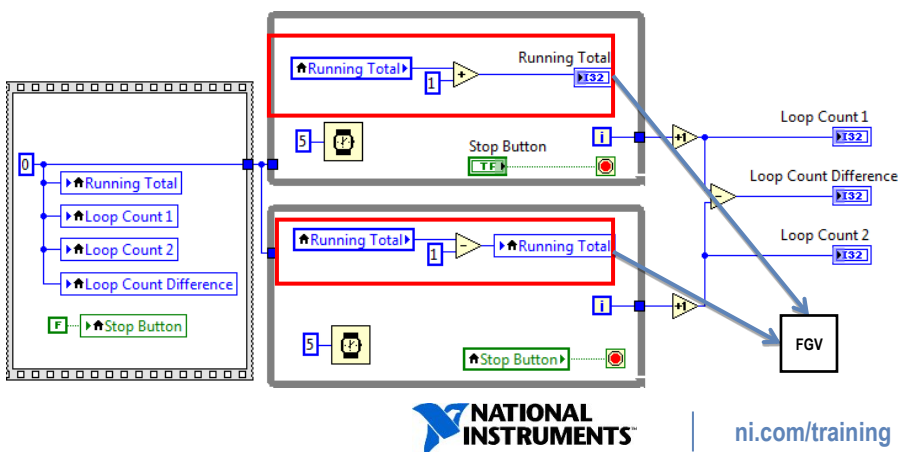 0
Running Total
Loop Count 1
Loop Count 2
Loop Count Difference
F
Stop Button
Running Total
1
+
Running Total
I32
5
i
Stop Button
TF
Running Total
1
-
Running Total
i
5
Stop Button
+1
+1
-
Loop Count 1
I32
Loop Count Difference
I32
Loop Count 2
I32
FGV
NATIONAL
INSTRUMENTS™
ni.com/training